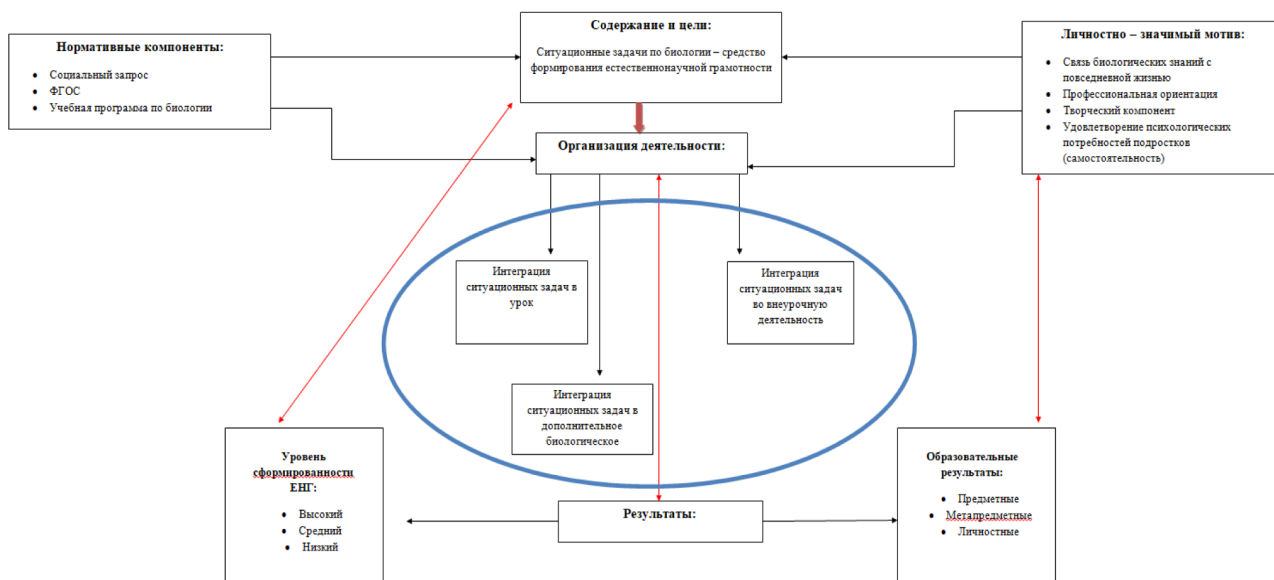 Содержание и цели:
Ситуационные задачи по биологии – средство
формирования естественнонаучной грамотности
Нормативные компоненты:
Социальный запрос
ФГОС
Учебная программа по биологии
Личностно – значимый мотив:
Связь биологических знаний с
повседневной жизнью
Профессиональная ориентация
Творческий компонент
Удовлетворение психологических
потребностей подростков
(самостоятельность)
Организация деятельности:
Интеграция
ситуационных задач в
урок
Интеграция
ситуационных задач
во внеурочную
деятельность
Интеграция
ситуационных задач в
дополнительное
биологическое
Уровень
сформированности
ЕНГ:
Высокий
Средний
Низкий
Результаты:
Образовательные
результаты:
Предметные
Метапредметные
Личностные